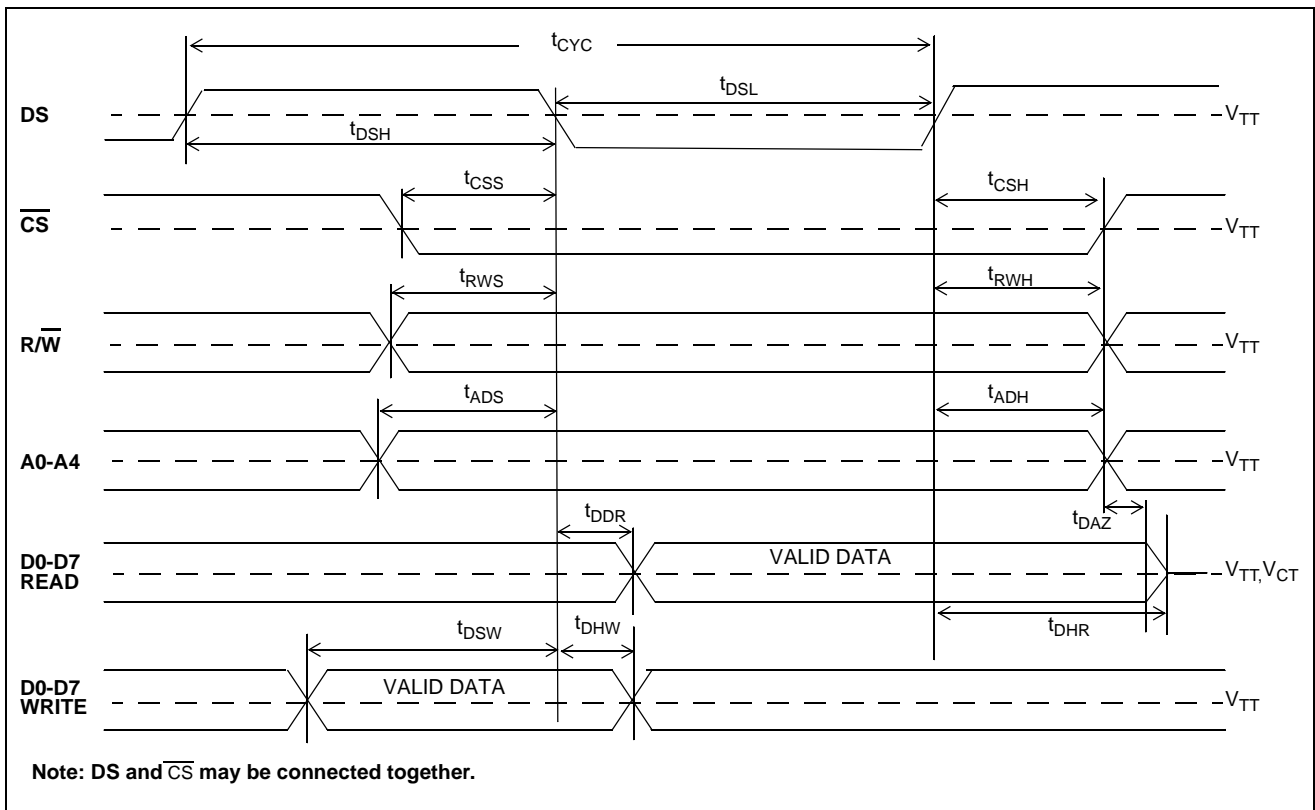 tCYC
DS
tDSL
VTT
tDSH
tCSS
tCSH
CS
VTT
tRWS
tRWH
R/W
VTT
tADS
tADH
A0-A4
VTT
tDDR
tDAZ
D0-D7
READ
VALID DATA
VTT,VCT
tDSW
tDHW
tDHR
D0-D7
WRITE
VALID DATA
VTT
Note: DS and CS may be connected together.